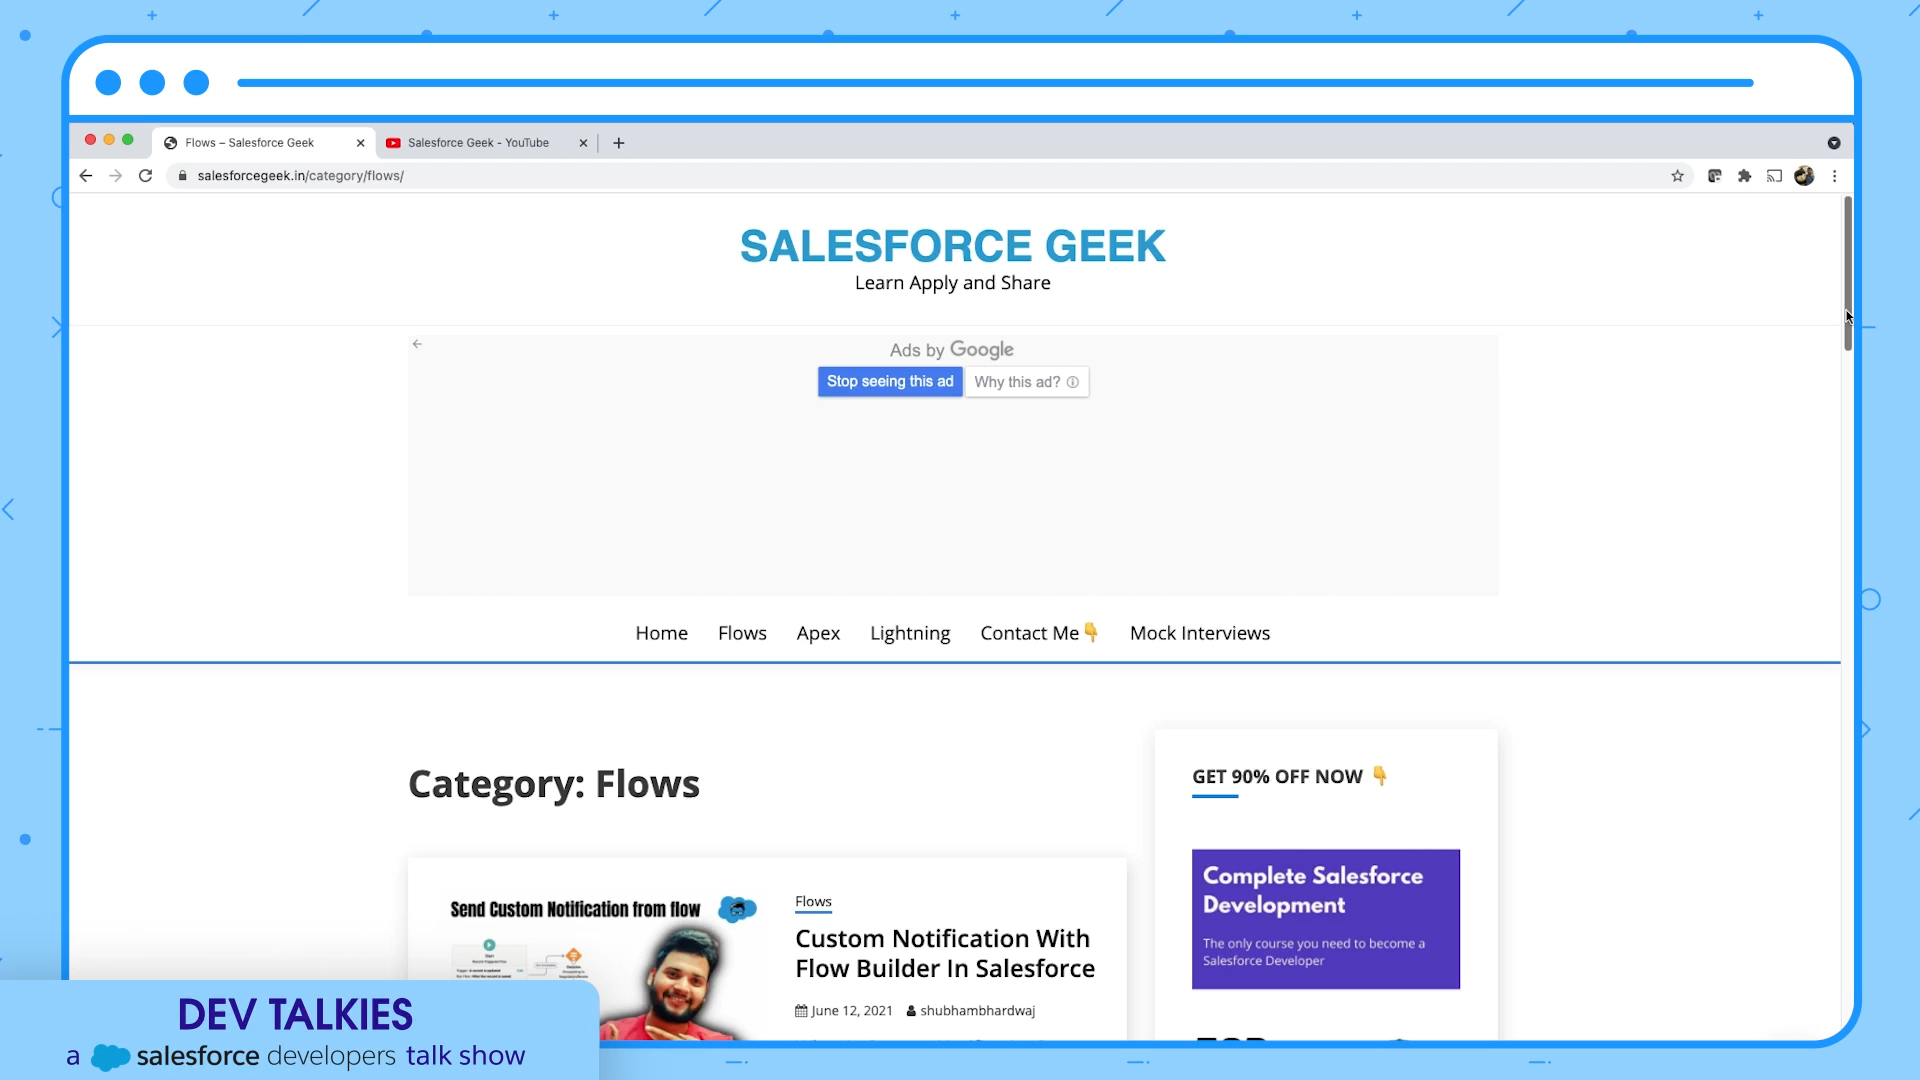 Flows – Salesforce Geek
Salesforce Geek - YouTube
salesforcegeek.in/category/flows/
SALESFORCE GEEK
Learn Apply and Share
Ads by Google
Stop seeing this ad
Why this ad?
Home Flows Apex Lightning Contact Me👇 Mock Interviews
Category: Flows
GET 90% OFF NOW 👇
Complete Salesforce
Development
The only course you need to become a
Salesforce Developer
Send Custom Notification from flow
Flows
Custom Notification With
Flow Builder In Salesforce
June 12, 2021 shubhambhardwaj
DEV TALKIES
a salesforce developers talk show